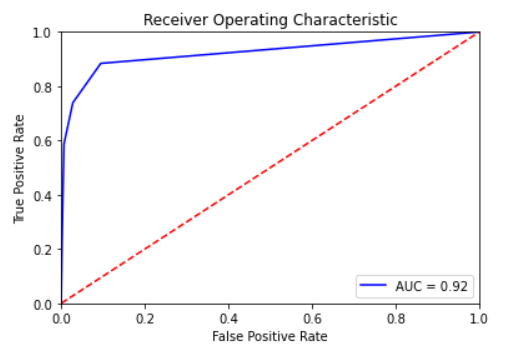 Receiver Operating Characteristic
1.0
0.8
0.6
0.4
0.2
0.0
True Positive Rate
AUC = 0.92
0.0 0.2 0.4 0.6 0.8 1.0
False Positive Rate